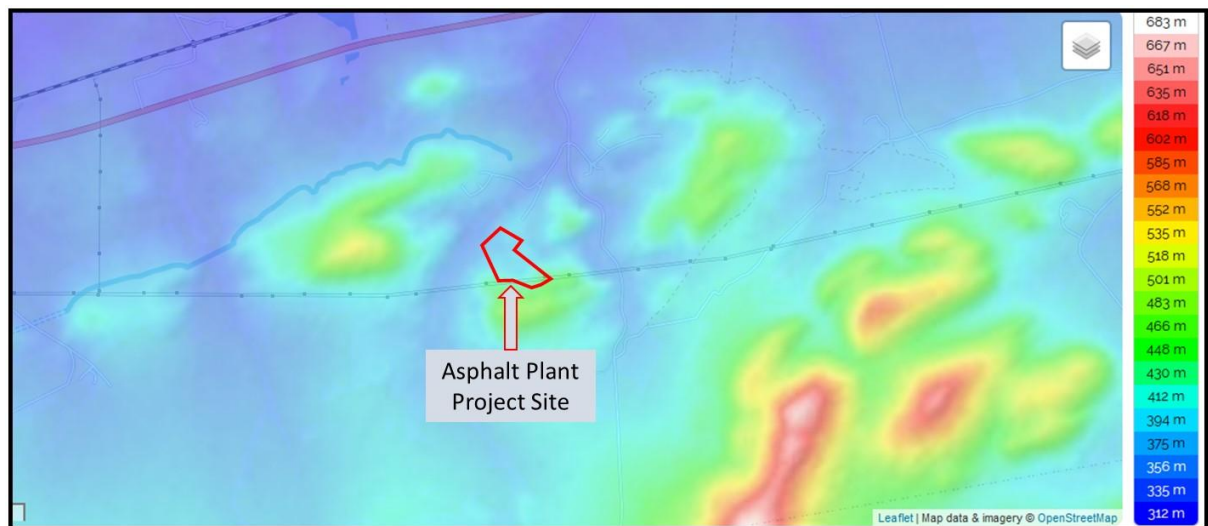 683 m
667 m
651 m
635 m
618 m
602 m
585 m
568 m
552 m
535 m
518 m
501 m
483 m
466 m
448 m
430 m
412 m
394 m
375 m
356 m
335 m
312 m
Asphalt Plant
Project Site
Leaflet | Map data & imagery © OpenStreetMap